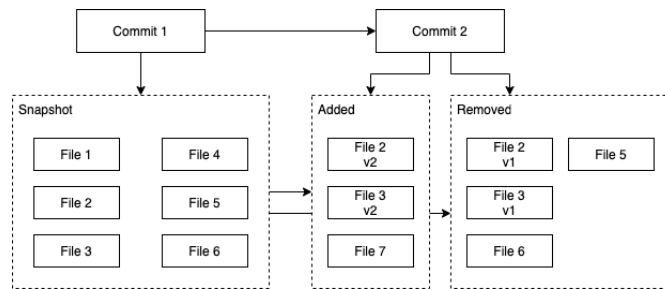 Commit 1
Commit 2
Snapshot
File 1
File 4
File 2
File 5
File 3
File 6
Added
File 2
v2
File 3
v2
File 7
Removed
File 2
v1
File 5
File 3
v1
File 6